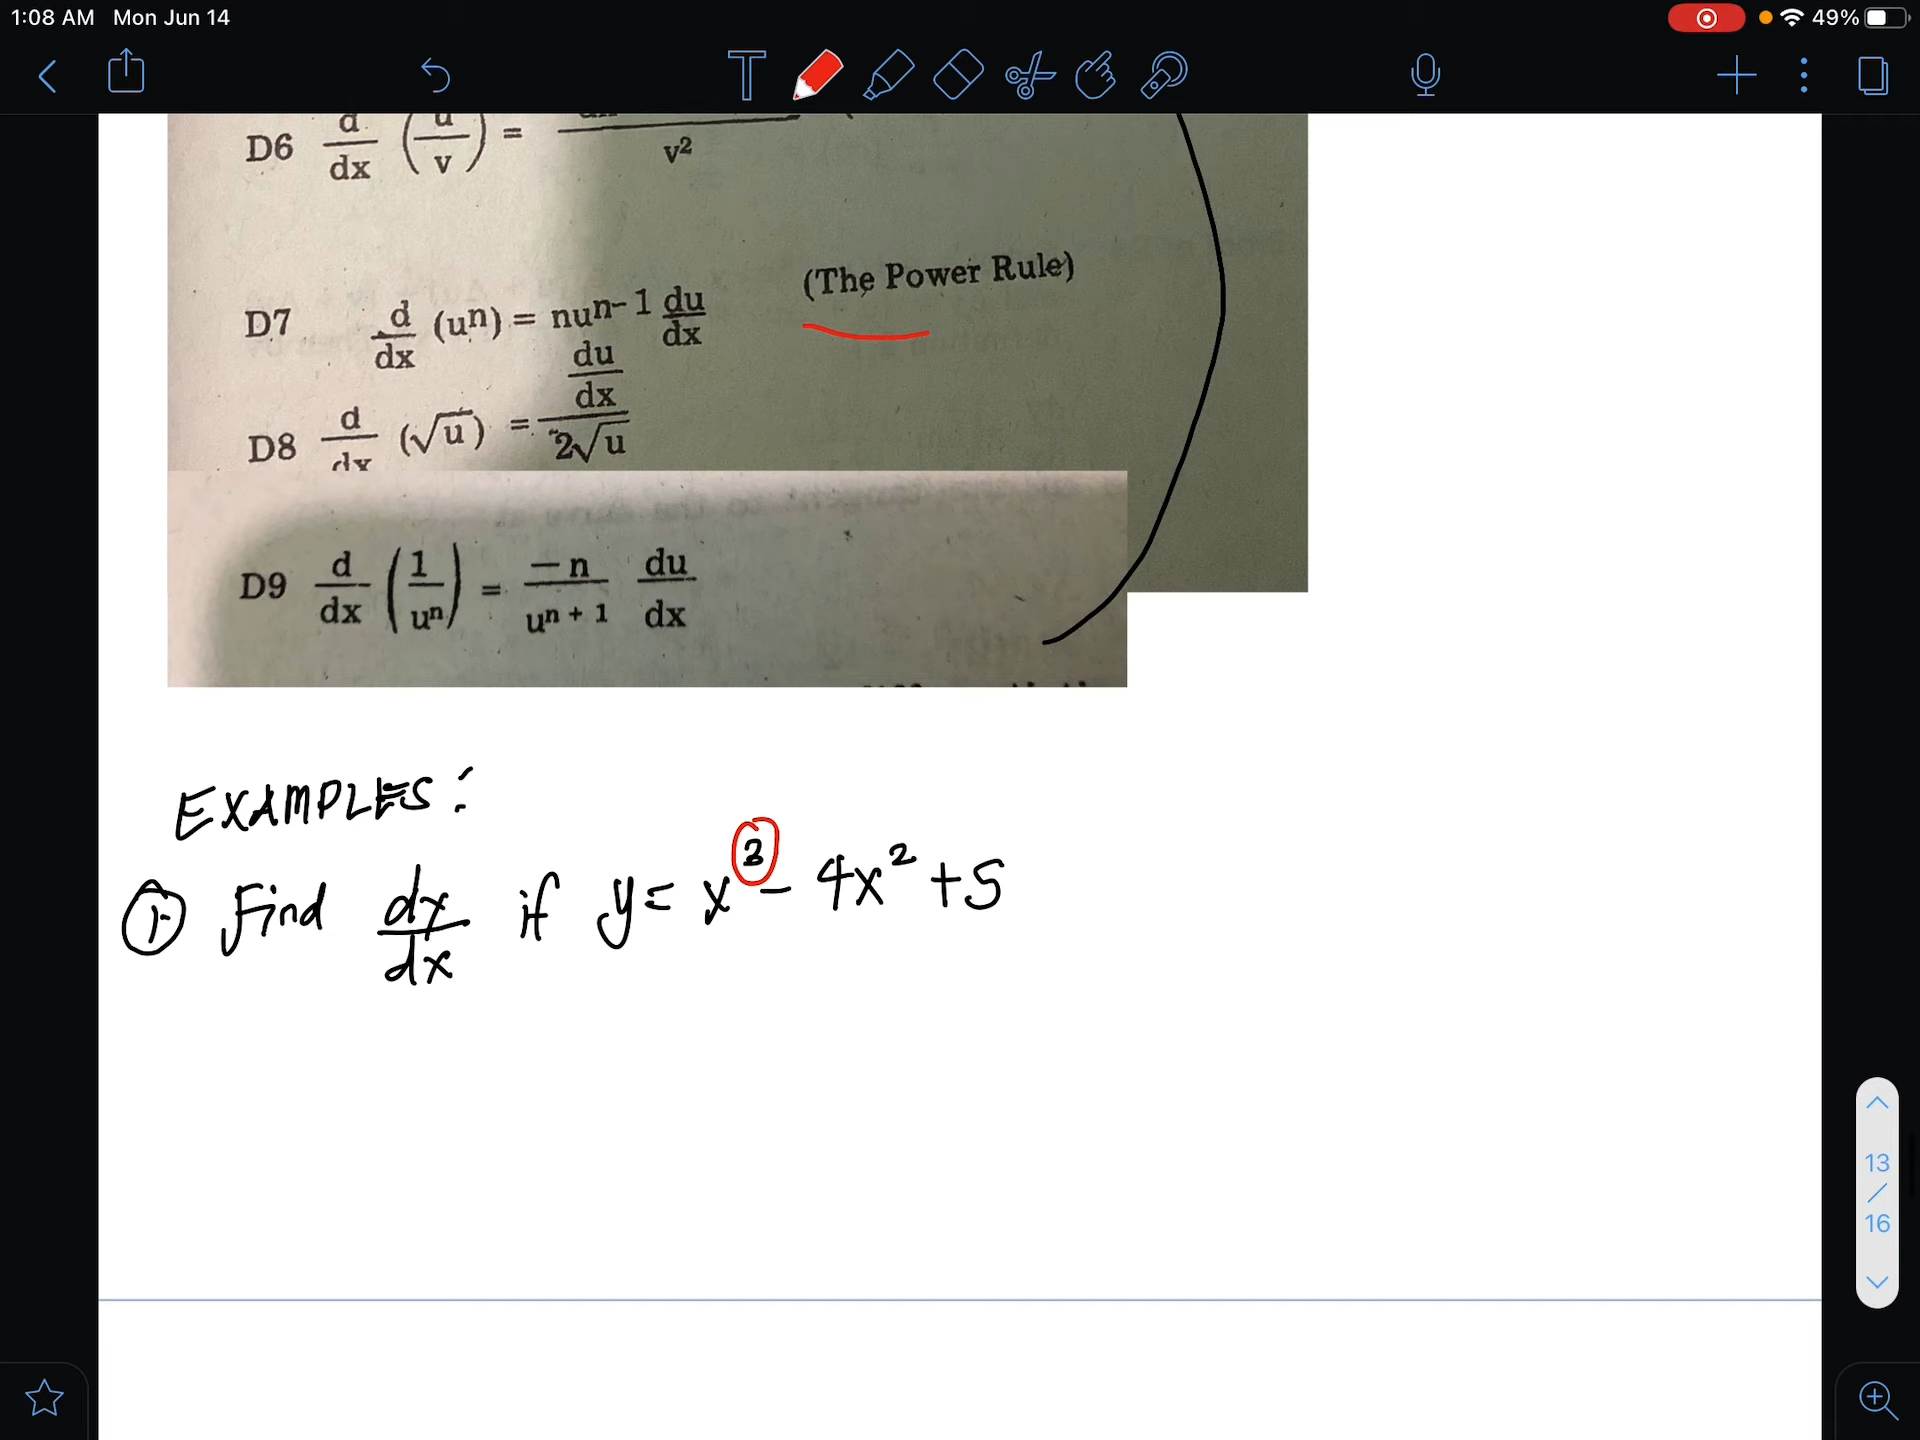 1:08 AM Mon Jun 14
49%
T
D6 d/dx (u/v) = / v²
D7 d/dx (uⁿ) = nuⁿ⁻¹ du/dx (The Power Rule)
D8 d/dx (√u) = du/dx / 2√u
D9 d/dx (1/uⁿ) = −n/uⁿ⁺¹ du/dx
EXAMPLES:
① Find dy/dx if y = x³ − 4x² + 5
13
/
16